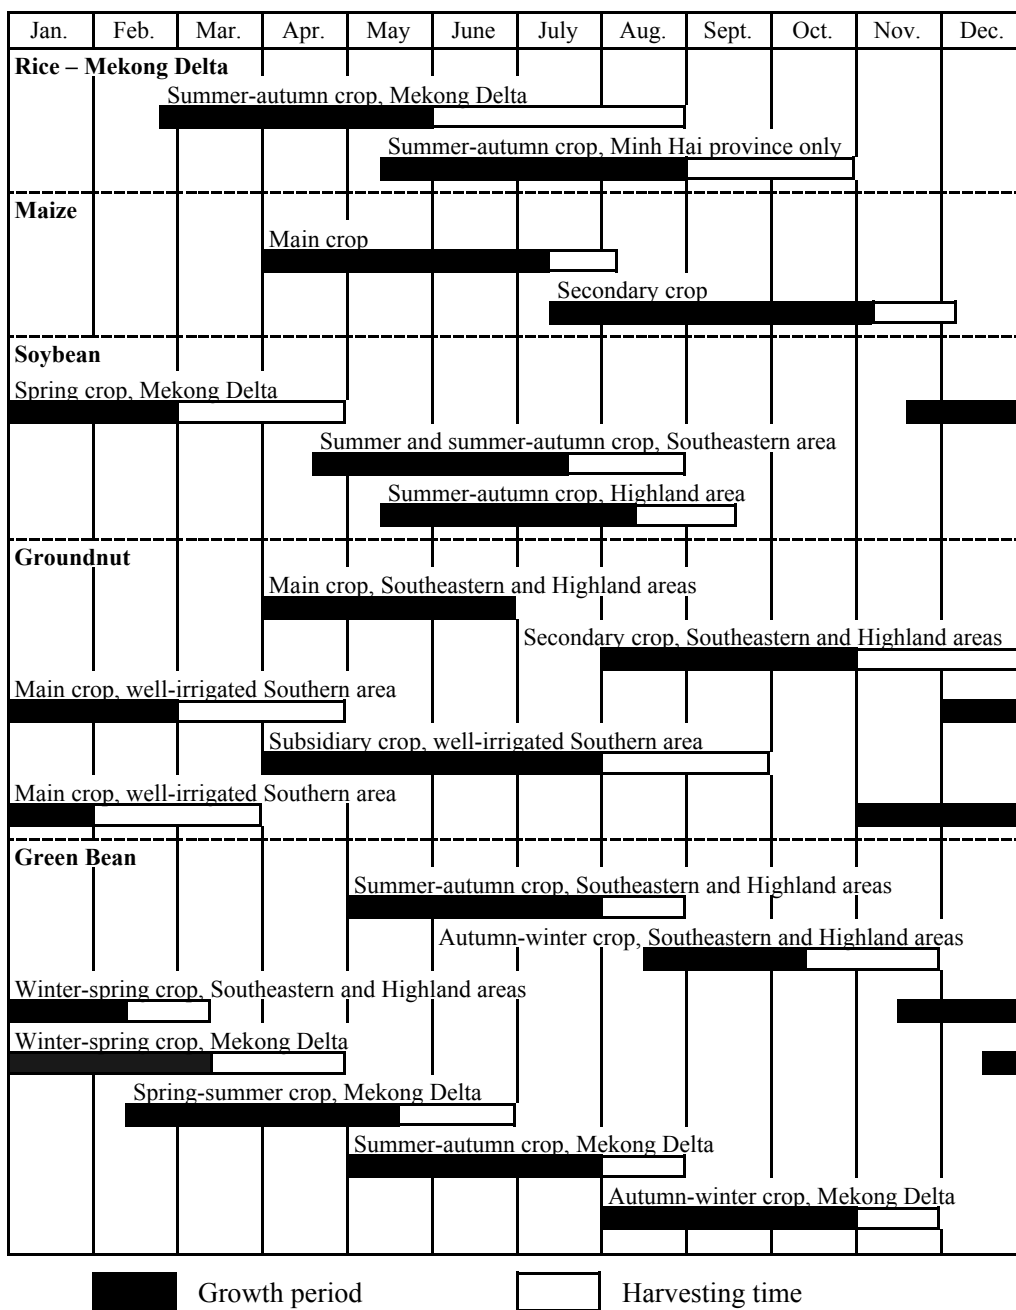 Jan. Feb. Mar. Apr. May June July Aug. Sept. Oct. Nov. Dec.
Rice – Mekong Delta
Summer-autumn crop, Mekong Delta
Summer-autumn crop, Minh Hai province only
Maize
Main crop
Secondary crop
Soybean
Spring crop, Mekong Delta
Summer and summer-autumn crop, Southeastern area
Summer-autumn crop, Highland area
Groundnut
Main crop, Southeastern and Highland areas
Secondary crop, Southeastern and Highland areas
Main crop, well-irrigated Southern area
Subsidiary crop, well-irrigated Southern area
Main crop, well-irrigated Southern area
Green Bean
Summer-autumn crop, Southeastern and Highland areas
Autumn-winter crop, Southeastern and Highland areas
Winter-spring crop, Southeastern and Highland areas
Winter-spring crop, Mekong Delta
Spring-summer crop, Mekong Delta
Summer-autumn crop, Mekong Delta
Autumn-winter crop, Mekong Delta
Growth period Harvesting time